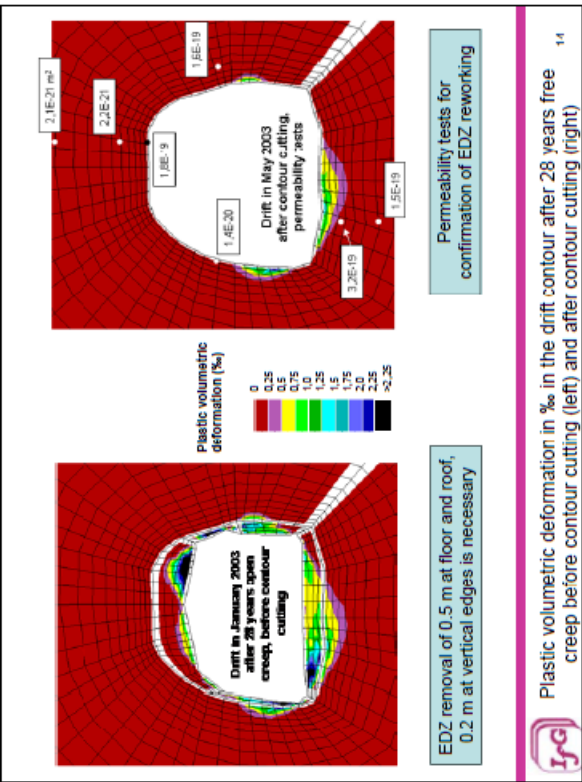 Drift in January 2003
after 28 years open
creep, before contour
cutting
Plastic volumetric
deformation (‰)
0
0,25
0,5
0,75
1,0
1,25
1,5
1,75
2,0
2,25
>2,25
2,1E-21 m²
2,2E-21
1,8E-19
1,6E-19
1,4E-20
Drift in May 2003
after contour cutting,
permeability tests
3,2E-19
1,5E-19
EDZ removal of 0.5 m at floor and roof,
0.2 m at vertical edges is necessary
Permeability tests for
confirmation of EDZ reworking
IfG
Plastic volumetric deformation in ‰ in the drift contour after 28 years free
creep before contour cutting (left) and after contour cutting (right)
14